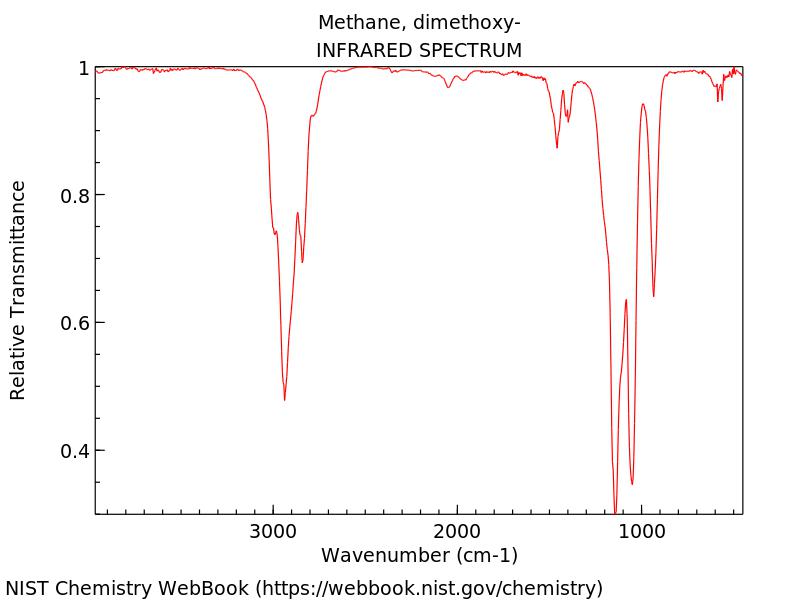 Methane, dimethoxy-
INFRARED SPECTRUM
1
0.8
0.6
0.4
Relative Transmittance
3000
2000
1000
Wavenumber (cm-1)
NIST Chemistry WebBook (https://webbook.nist.gov/chemistry)